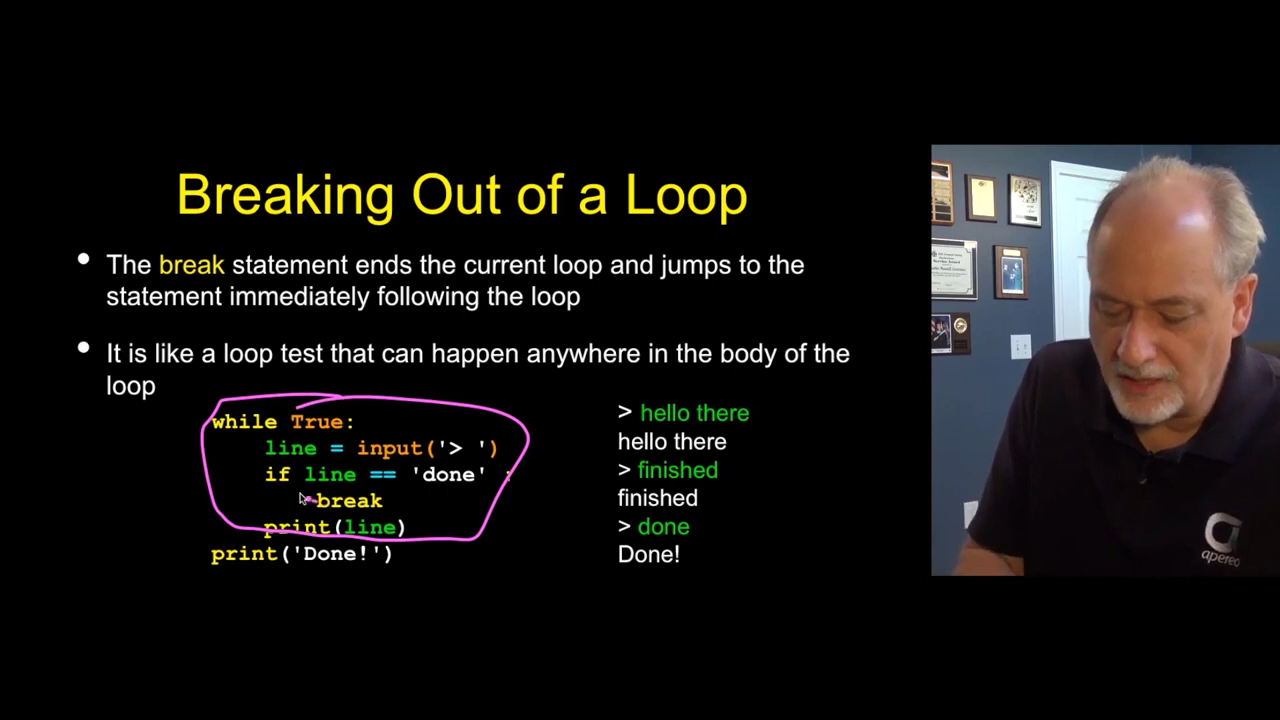 Breaking Out of a Loop
• The break statement ends the current loop and jumps to the
statement immediately following the loop
• It is like a loop test that can happen anywhere in the body of the
loop
while True:
    line = input('> ')
    if line == 'done' :
        break
    print(line)
print('Done!')
> hello there
hello there
> finished
finished
> done
Done!
apereo